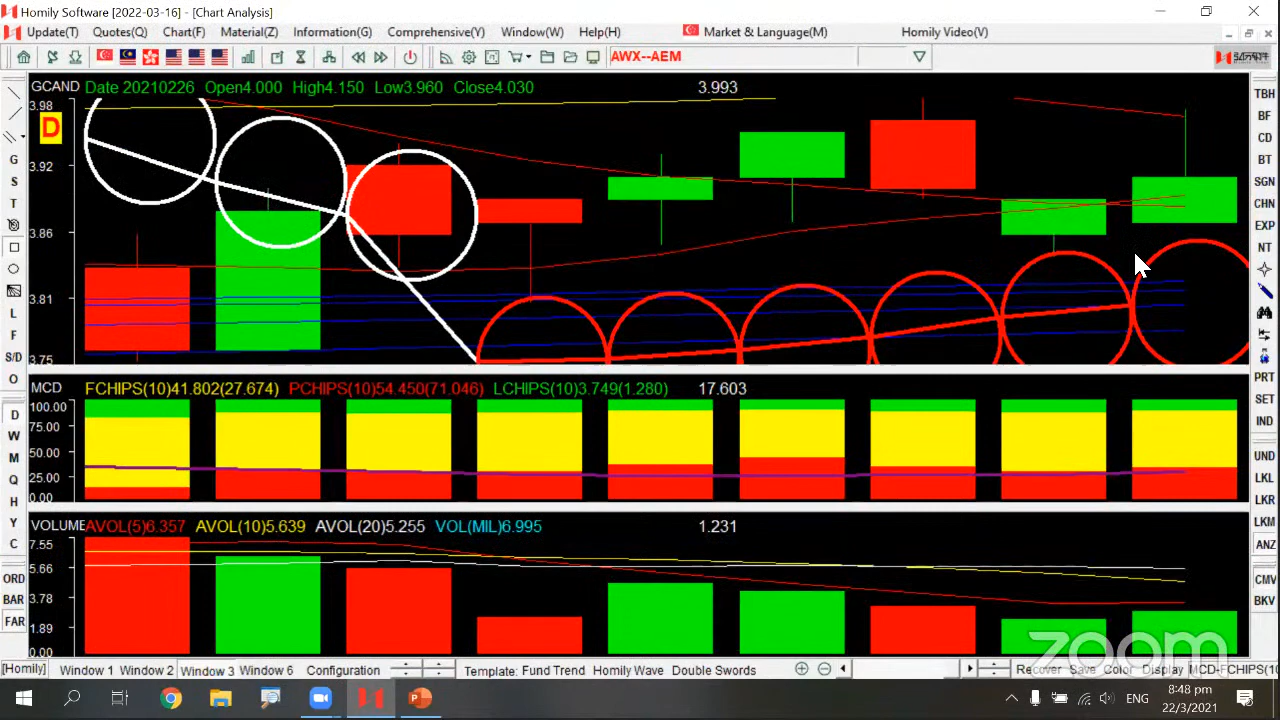 Homily Software [2022-03-16] - [Chart Analysis]
Update(T) Quotes(Q) Chart(F) Material(Z) Information(G) Comprehensive(Y) Window(W) Help(H) Market & Language(M) Homily Video(V)
AWX--AEM
GCAND Date 20210226 Open4.000 High4.150 Low3.960 Close4.030 3.993
3.98
D
3.92
3.86
3.81
3.75
MCD FCHIPS(10)41.802(27.674) PCHIPS(10)54.450(71.046) LCHIPS(10)3.749(1.280) 17.603
100.00
75.00
50.00
25.00
0.00
VOLUME AVOL(5)6.357 AVOL(10)5.639 AVOL(20)5.255 VOL(MIL)6.995 1.231
7.55
5.66
3.78
1.89
0.00
G
S
T
L
F
S/D
O
D
W
M
Q
H
Y
C
ORD
BAR
FAR
TBH
BF
CD
BT
SGN
CHN
EXP
NT
PRT
SET
IND
UND
LKL
LKR
LKM
ANZ
CMV
BKV
zoom
[Homily] Window 1 Window 2 Window 3 Window 6 Configuration Template: Fund Trend Homily Wave Double Swords Recover Save Color Display MCD-FCHIPS(10
ENG
8:48 pm
22/3/2021